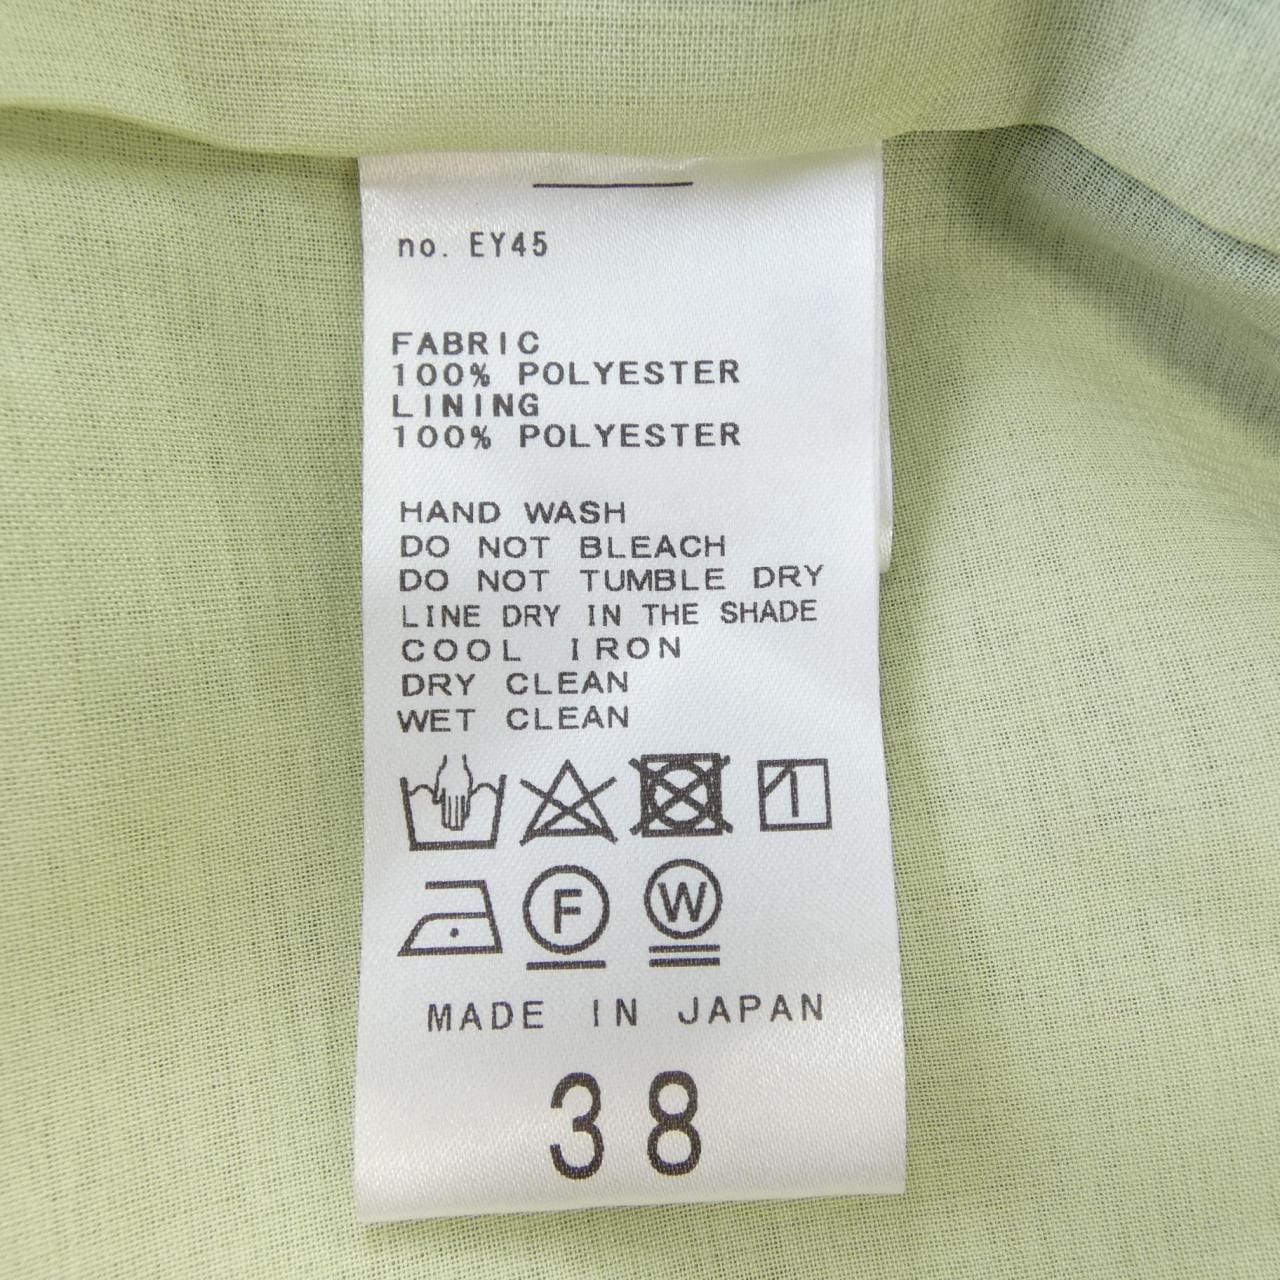 no. EY45
FABRIC
100% POLYESTER
LINING
100% POLYESTER
HAND WASH
DO NOT BLEACH
DO NOT TUMBLE DRY
LINE DRY IN THE SHADE
COOL IRON
DRY CLEAN
WET CLEAN
F W
MADE IN JAPAN
38